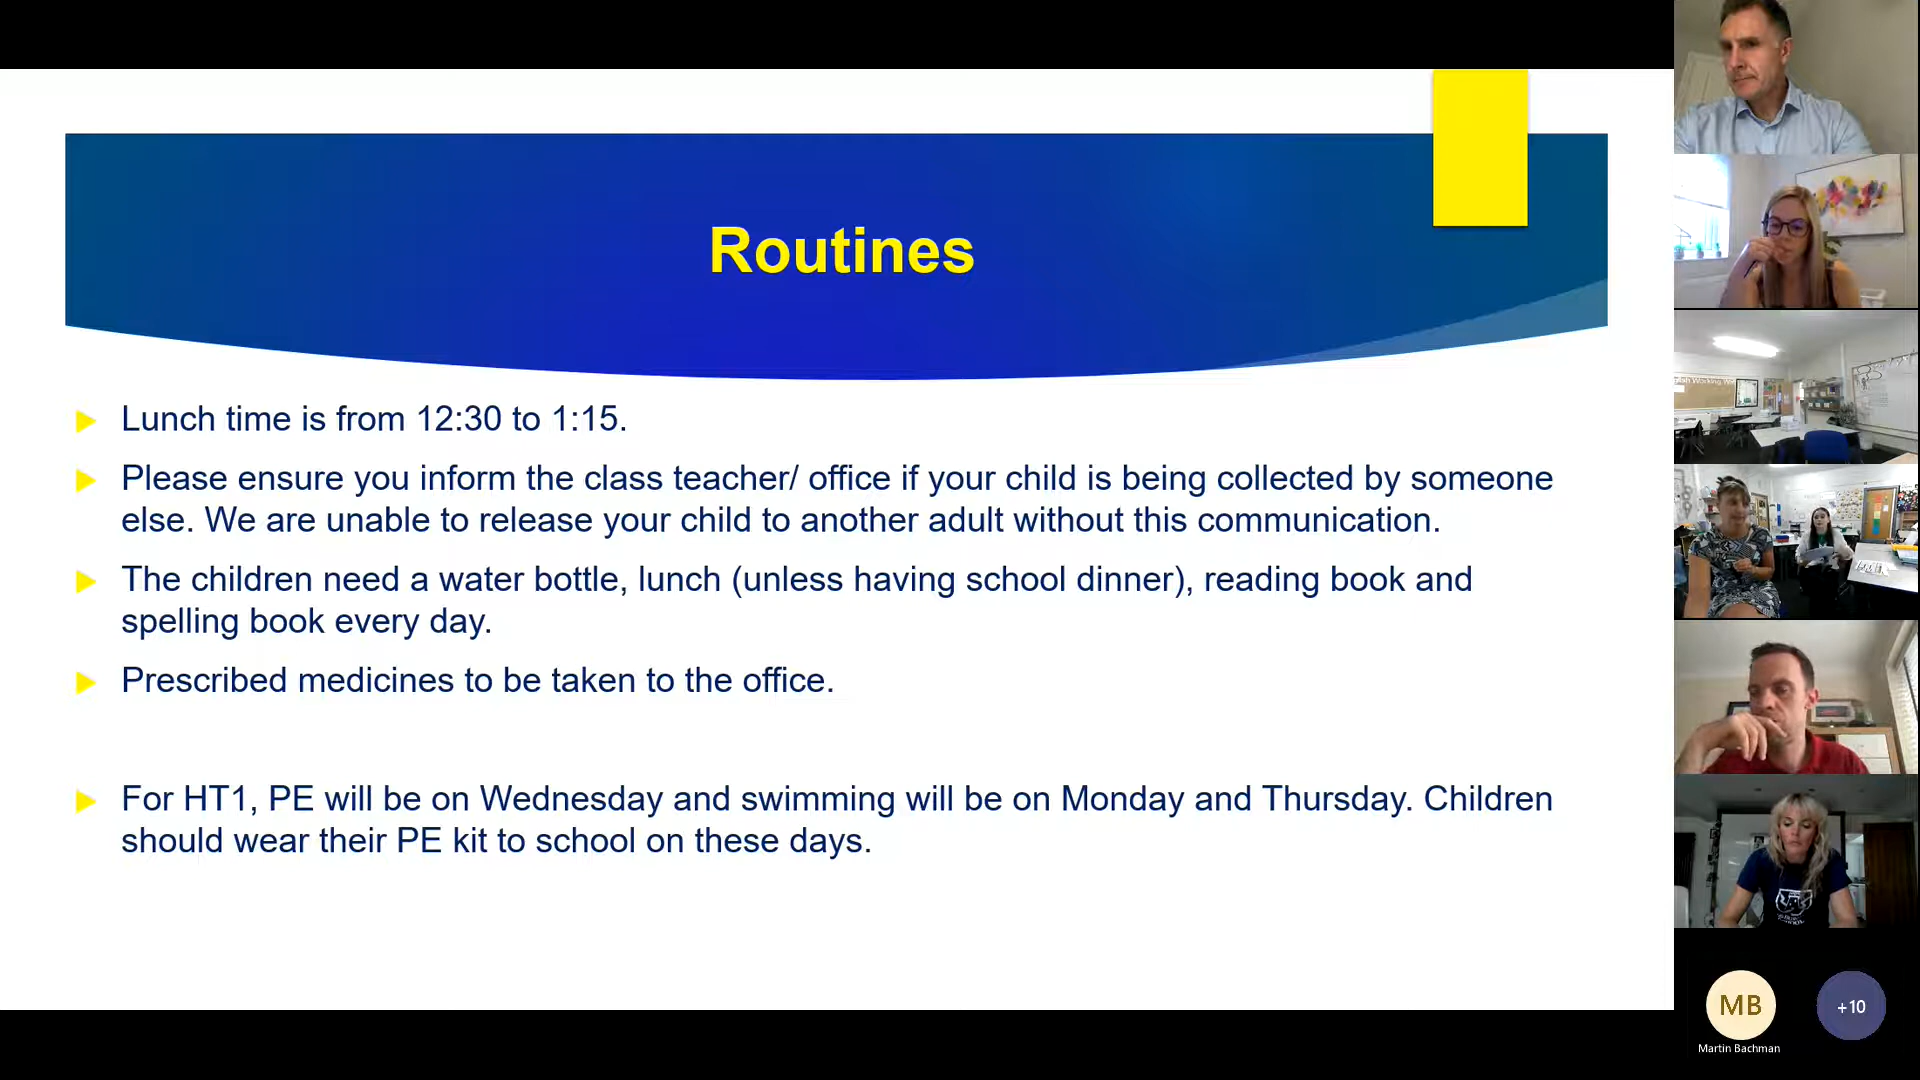 Routines
Lunch time is from 12:30 to 1:15.
Please ensure you inform the class teacher/ office if your child is being collected by someone
else. We are unable to release your child to another adult without this communication.
The children need a water bottle, lunch (unless having school dinner), reading book and
spelling book every day.
Prescribed medicines to be taken to the office.
For HT1, PE will be on Wednesday and swimming will be on Monday and Thursday. Children
should wear their PE kit to school on these days.
MB
+10
Martin Bachman